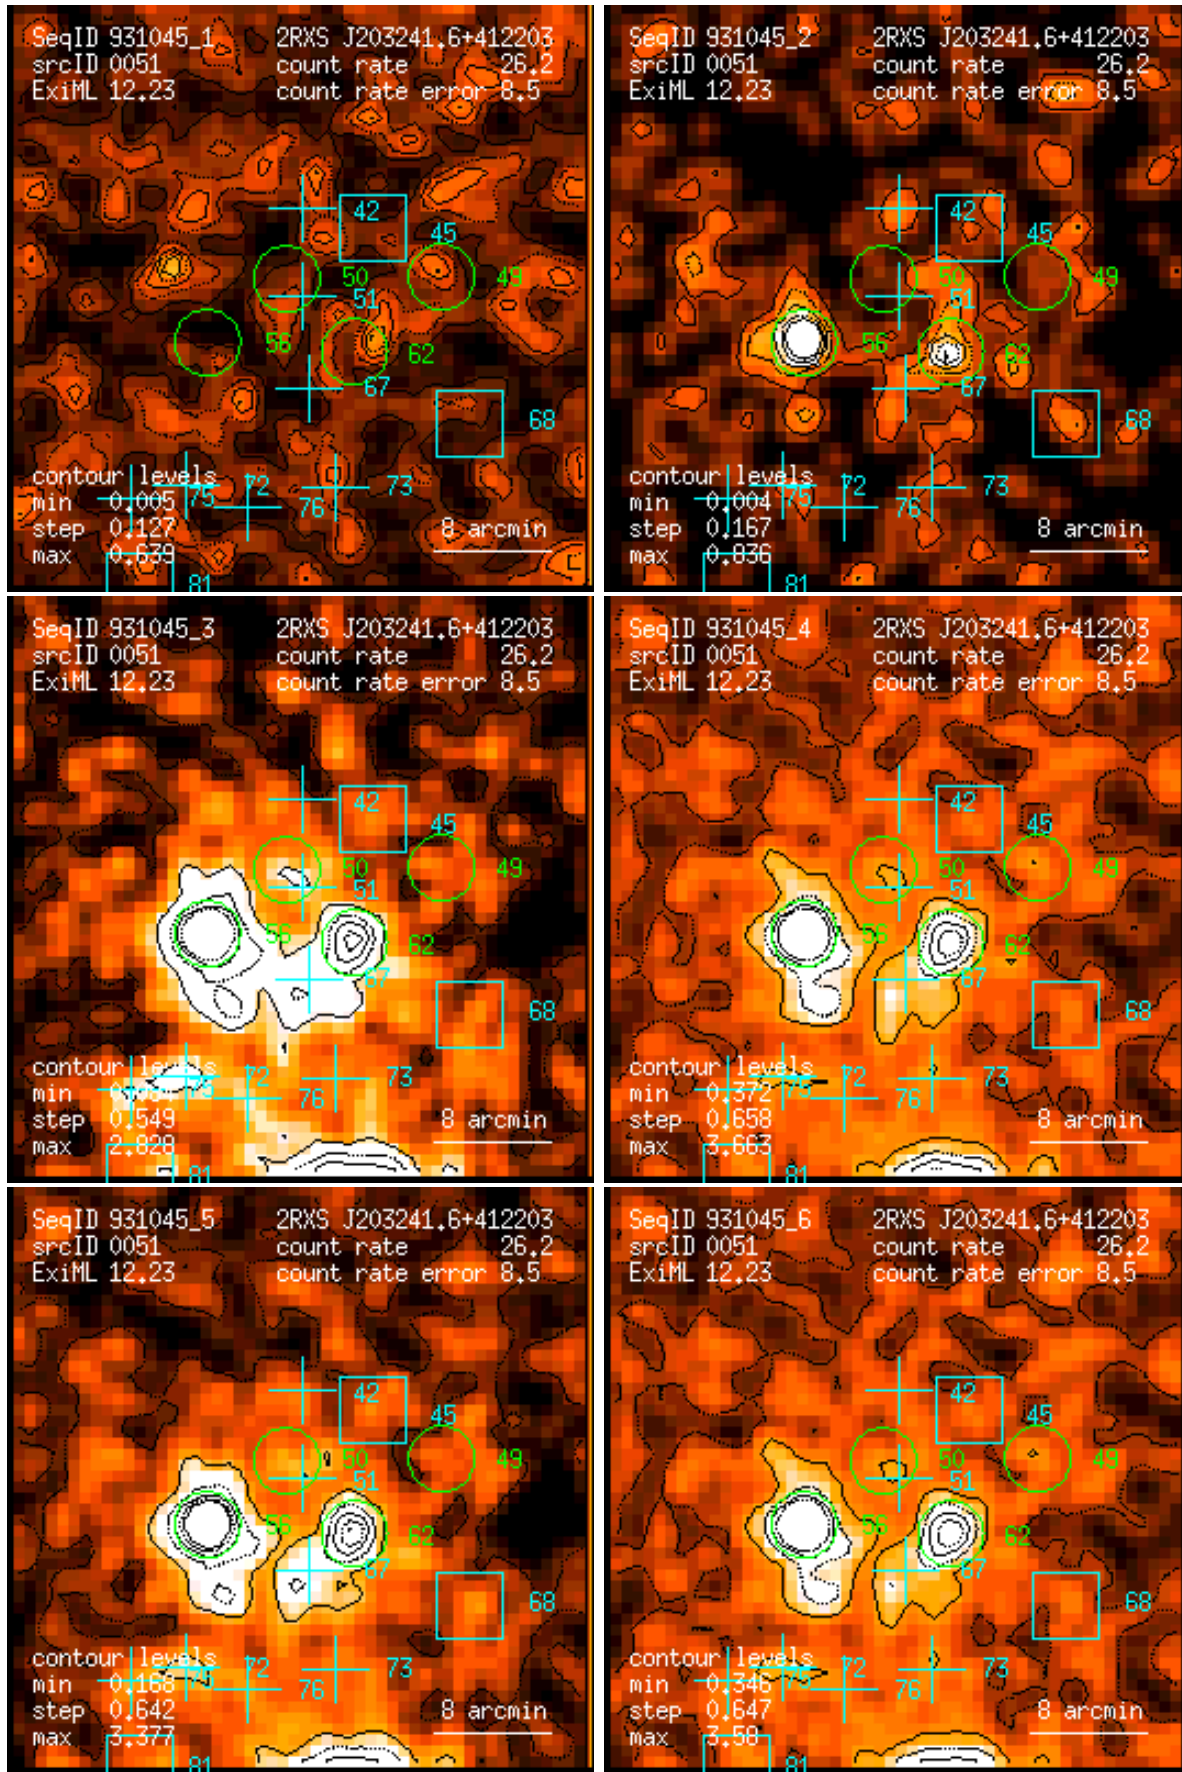 SeqID 931045_1 2RXS J203241.6+412203
srcID 0051 count rate 26.2
ExiML 12.23 count rate error 8.5
42
45
50 49
51
56 62
67
68
contour levels
75 72 73
min 0.005 76
step 0.127 8 arcmin
max 0.639
81
SeqID 931045_2 2RXS J203241.6+412203
srcID 0051 count rate 26.2
ExiML 12.23 count rate error 8.5
42
45
50 49
51
56 62
67
68
contour levels
75 72 73
min 0.004 76
step 0.167 8 arcmin
max 0.836
81
SeqID 931045_3 2RXS J203241.6+412203
srcID 0051 count rate 26.2
ExiML 12.23 count rate error 8.5
42
45
50 49
51
56 62
67
68
contour levels
75 72 73
min 76
step 0.549 8 arcmin
max 2.828
81
SeqID 931045_4 2RXS J203241.6+412203
srcID 0051 count rate 26.2
ExiML 12.23 count rate error 8.5
42
45
50 49
51
56 62
67
68
contour levels
75 72 73
min 0.372 76
step 0.658 8 arcmin
max 3.663
81
SeqID 931045_5 2RXS J203241.6+412203
srcID 0051 count rate 26.2
ExiML 12.23 count rate error 8.5
42
45
50 49
51
56 62
67
68
contour levels
75 72 73
min 0.168 76
step 0.642 8 arcmin
max 3.377
81
SeqID 931045_6 2RXS J203241.6+412203
srcID 0051 count rate 26.2
ExiML 12.23 count rate error 8.5
42
45
50 49
51
56 62
67
68
contour levels
75 72 73
min 0.346 76
step 0.647 8 arcmin
max 3.58
81